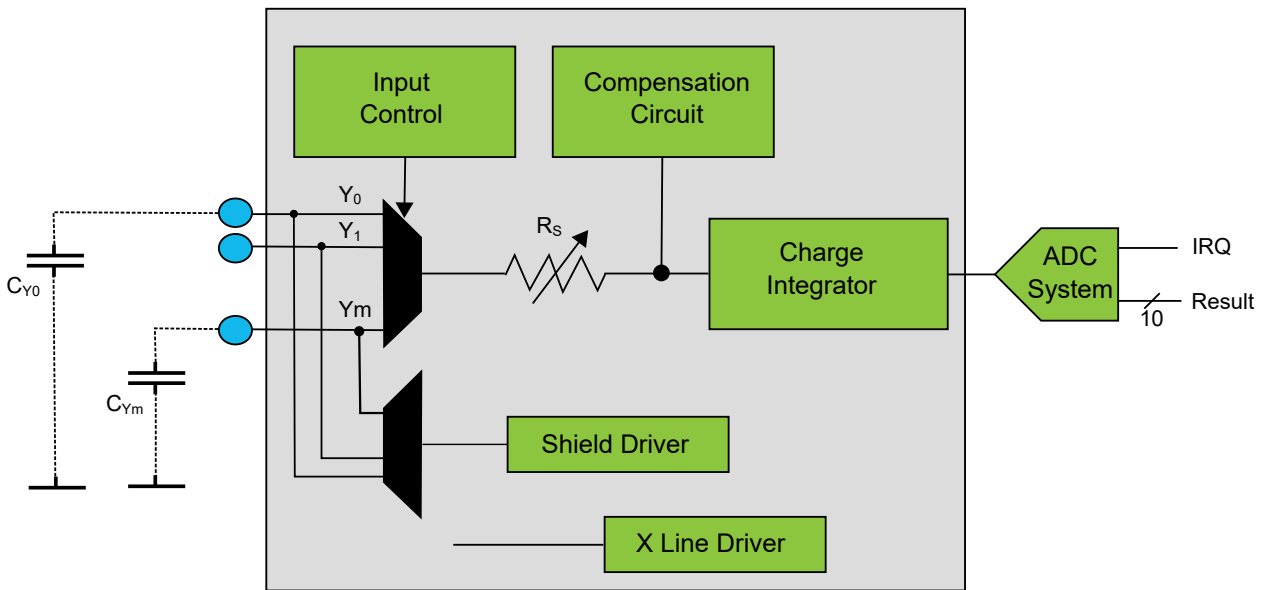 Input
Control
Compensation
Circuit
Y0
Y1
Ym
RS
Charge
Integrator
ADC
System
IRQ
Result
10
CY0
CYm
Shield Driver
X Line Driver